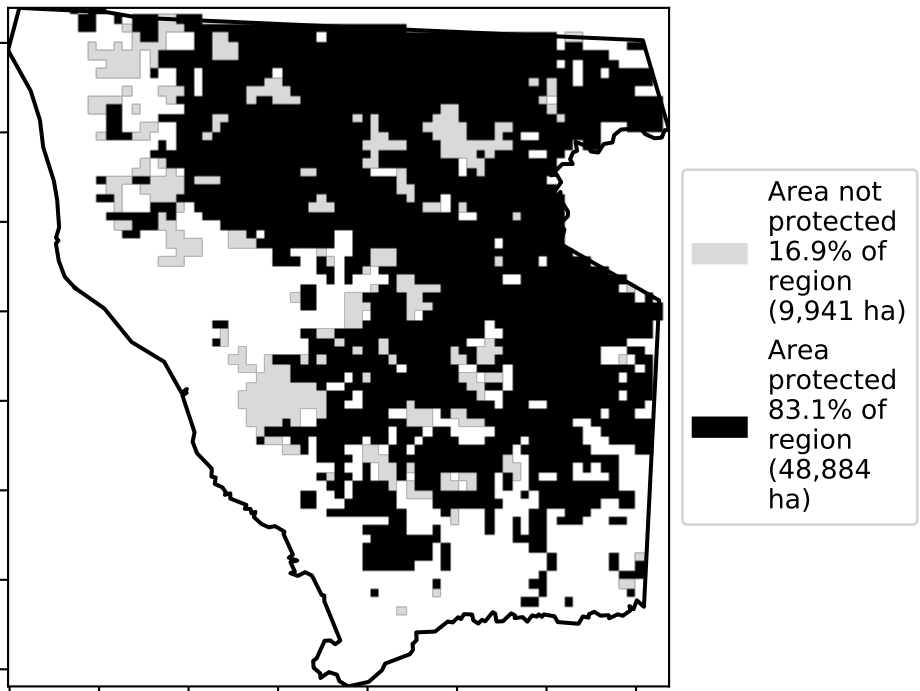 Area not
protected
16.9% of
region
(9,941 ha)
Area
protected
83.1% of
region
(48,884
ha)